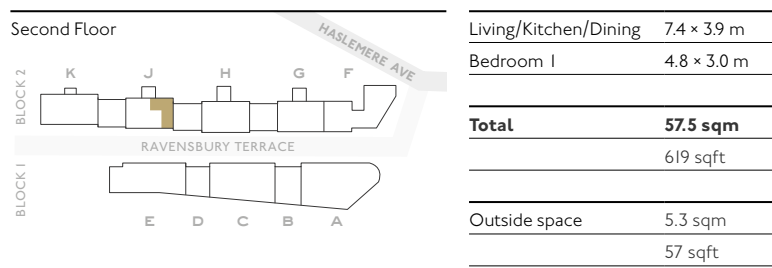 Second Floor
HASLEMERE AVE
BLOCK 2
K J H G F
RAVENSBURY TERRACE
BLOCK 1
E D C B A
Living/Kitchen/Dining 7.4 × 3.9 m
Bedroom 1 4.8 × 3.0 m
Total 57.5 sqm
619 sqft
Outside space 5.3 sqm
57 sqft